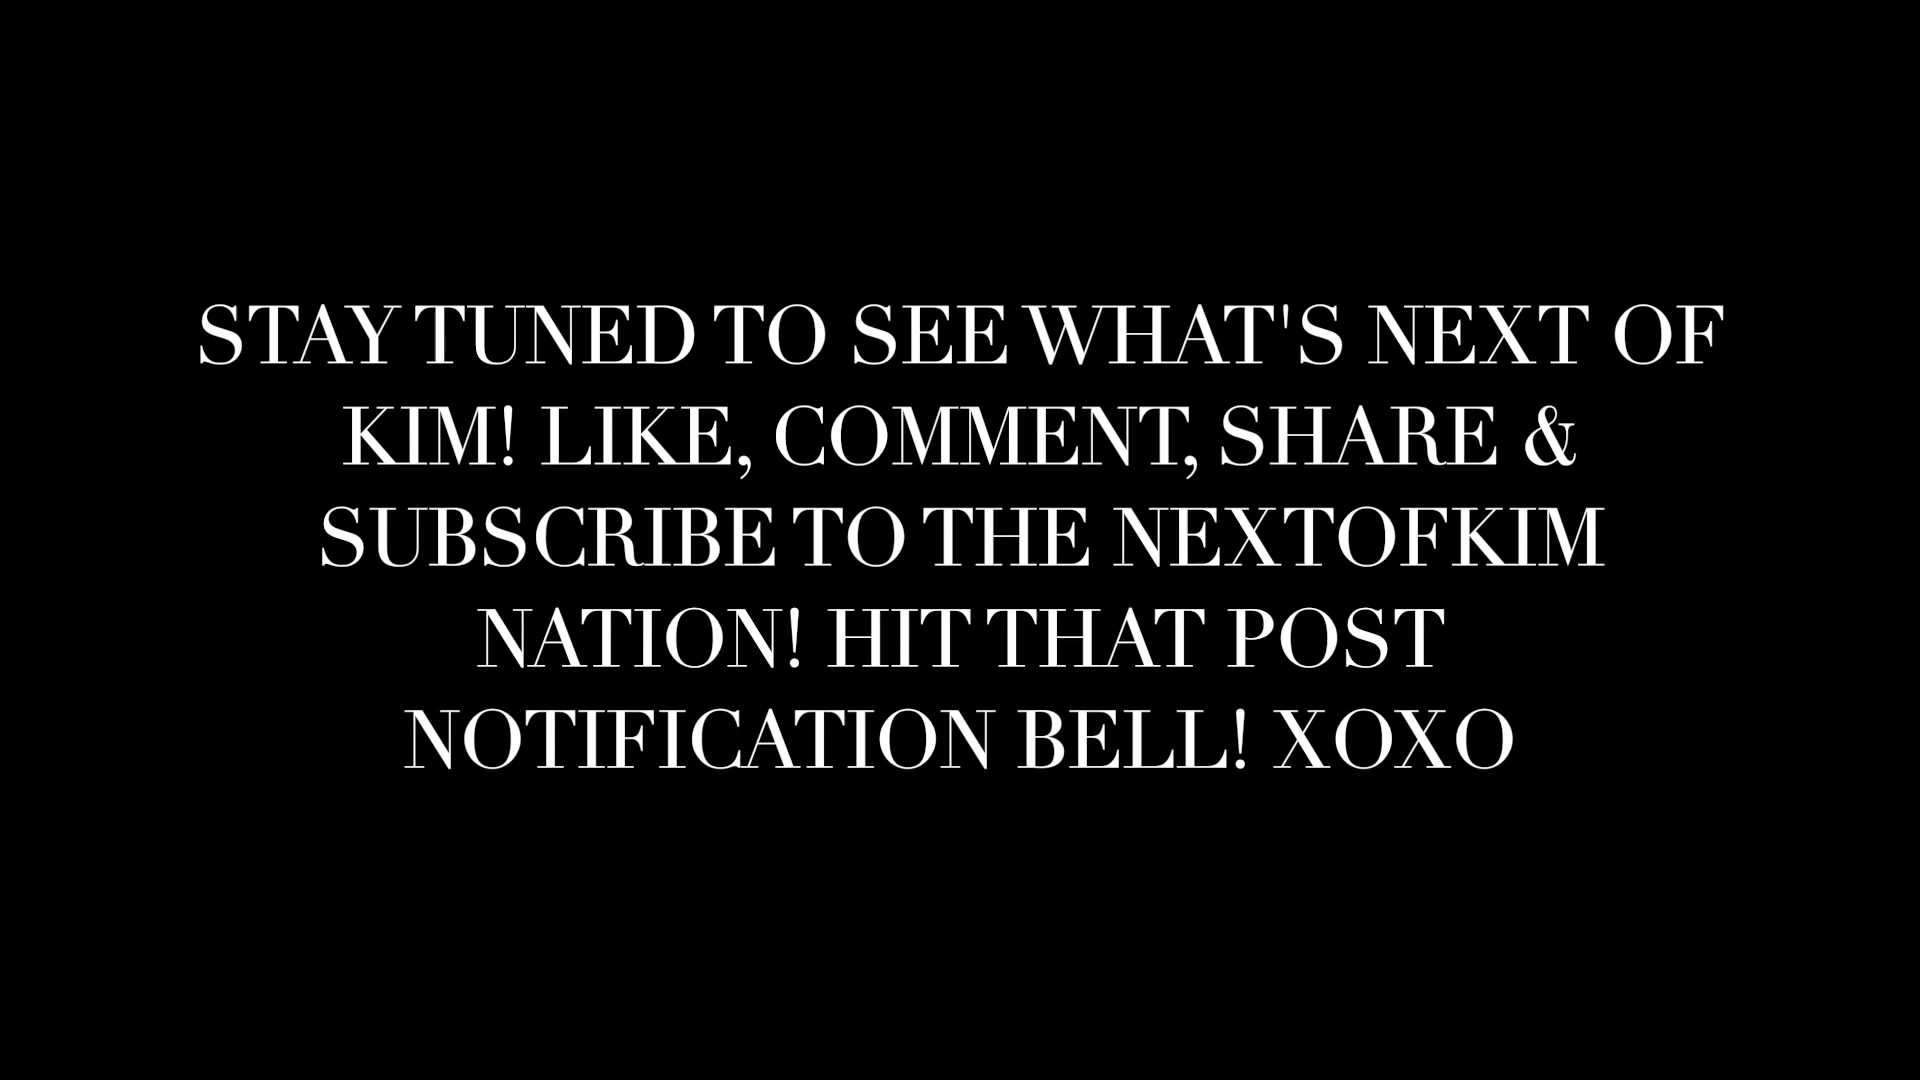 STAY TUNED TO SEE WHAT'S NEXT OF
KIM! LIKE, COMMENT, SHARE &
SUBSCRIBE TO THE NEXTOFKIM
NATION! HIT THAT POST
NOTIFICATION BELL! XOXO